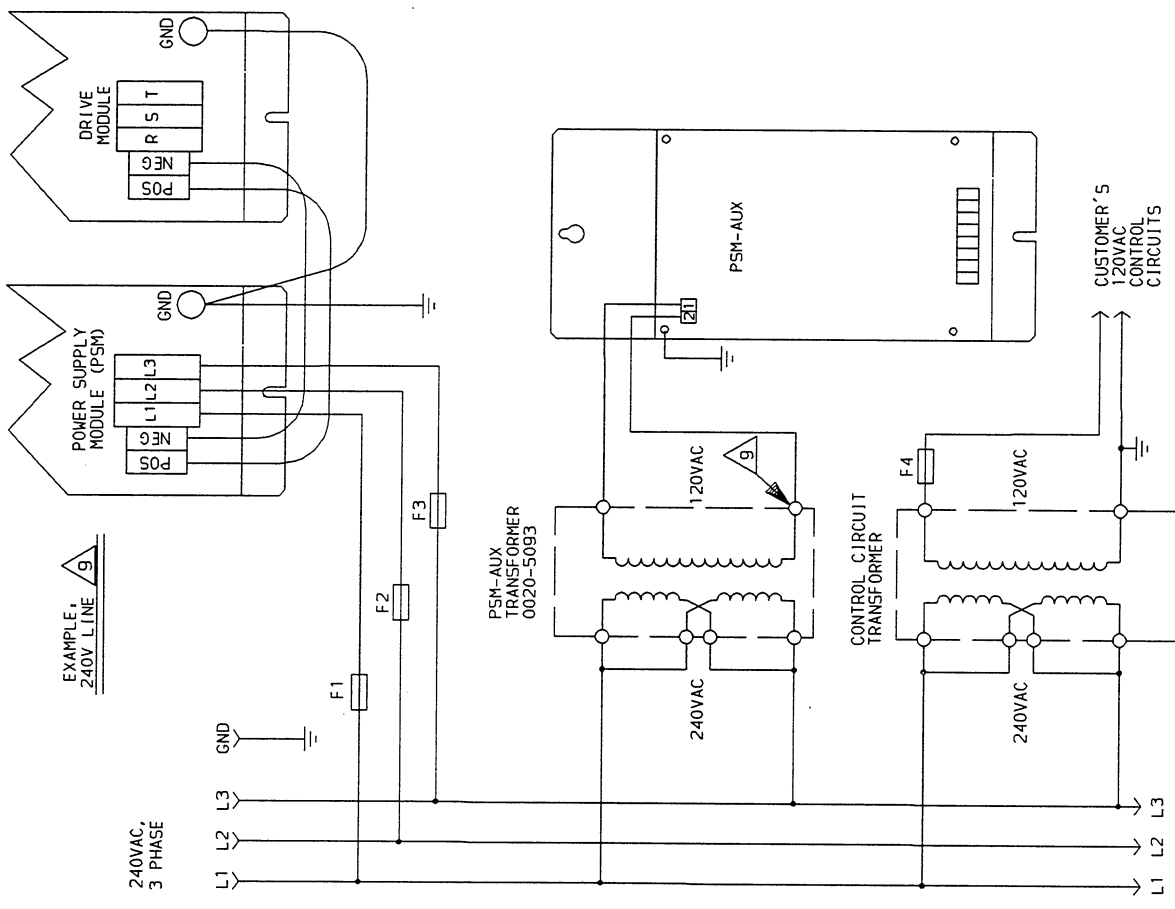 EXAMPLE:
240V LINE
9
240VAC,
3 PHASE
L1
L2
L3
GND
F1
F2
F3
POWER SUPPLY
MODULE (PSM)
POS
NEG
L1
L2
L3
GND
DRIVE
MODULE
POS
NEG
R
S
T
GND
PSM-AUX
TRANSFORMER
0020-5093
240VAC
120VAC
9
PSM-AUX
2
1
CONTROL CIRCUIT
TRANSFORMER
240VAC
120VAC
F4
CUSTOMER'S
120VAC
CONTROL
CIRCUITS
L1
L2
L3